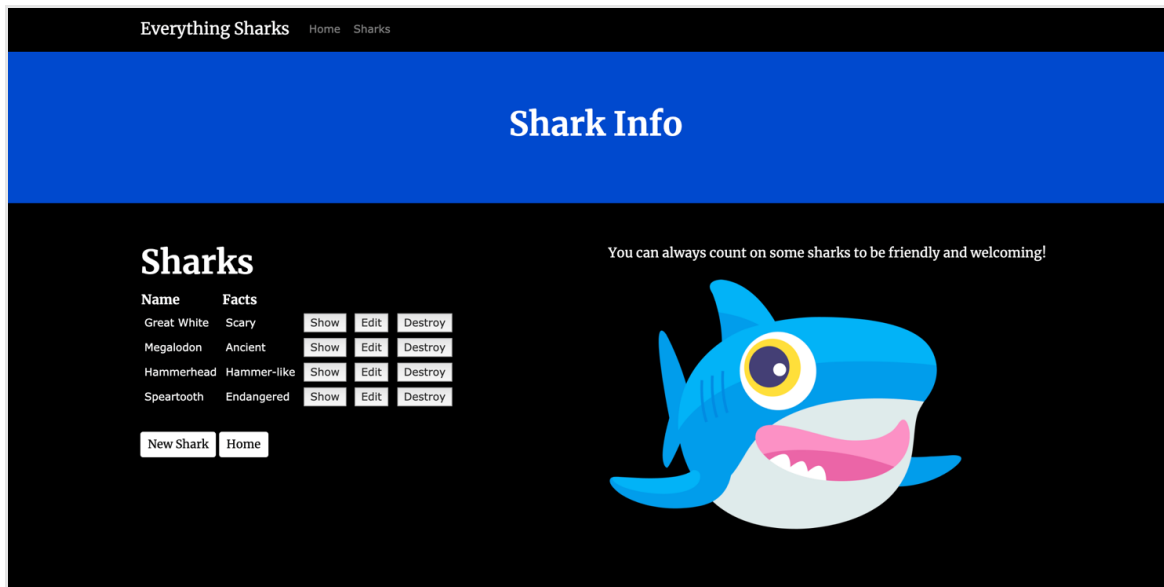 Everything Sharks Home Sharks
Shark Info
Sharks
Name Facts
Great White Scary Show Edit Destroy
Megalodon Ancient Show Edit Destroy
Hammerhead Hammer-like Show Edit Destroy
Speartooth Endangered Show Edit Destroy
New Shark Home
You can always count on some sharks to be friendly and welcoming!